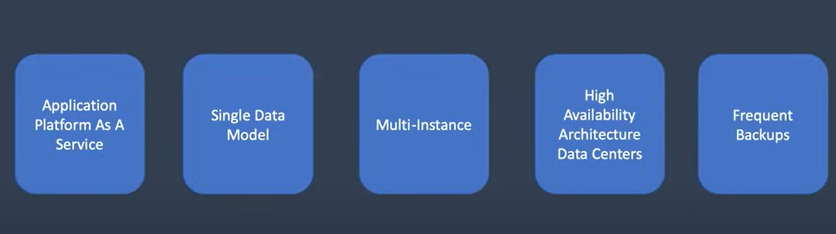 Application
Platform As A
Service
Single Data
Model
Multi-Instance
High
Availability
Architecture
Data Centers
Frequent
Backups